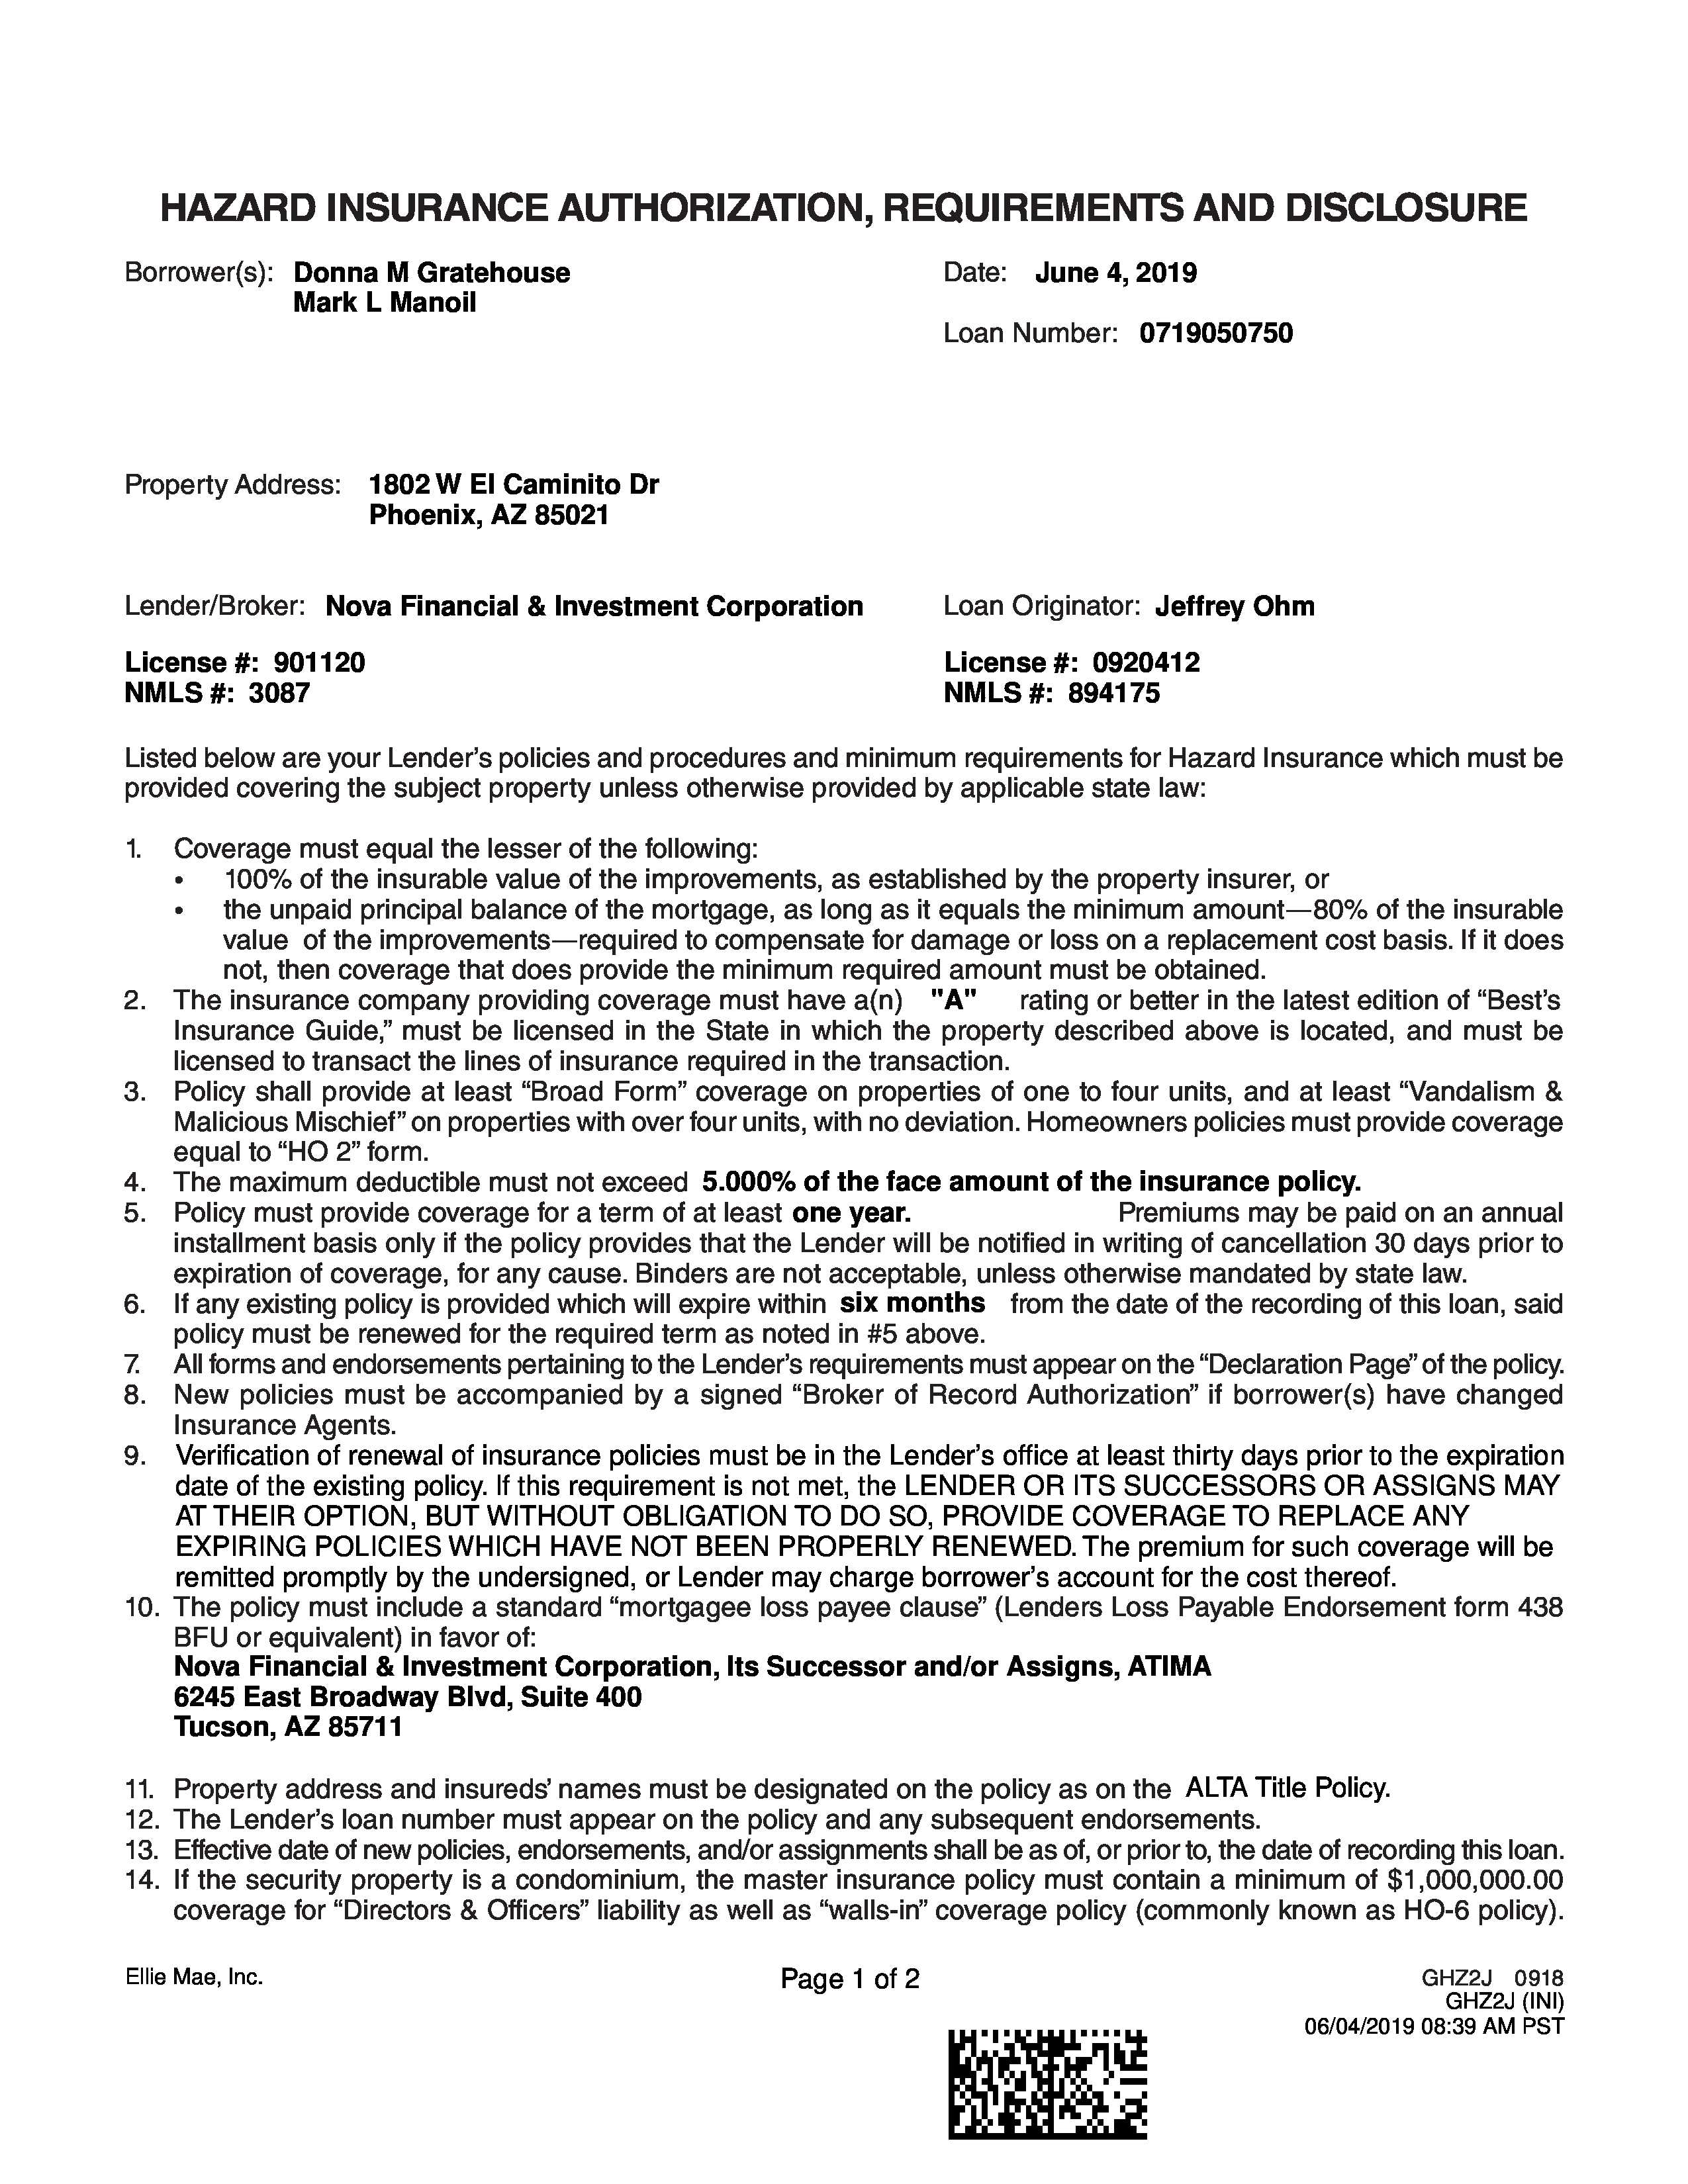 HAZARD INSURANCE AUTHORIZATION, REQUIREMENTS AND DISCLOSURE
Borrower(s): Donna M Gratehouse
Mark L Manoil
Date: June 4, 2019
Loan Number: 0719050750
Property Address: 1802 W El Caminito Dr
Phoenix, AZ 85021
Lender/Broker: Nova Financial & Investment Corporation
License #: 901120
NMLS #: 3087
Loan Originator: Jeffrey Ohm
License #: 0920412
NMLS #: 894175
Listed below are your Lender's policies and procedures and minimum requirements for Hazard Insurance which must be
provided covering the subject property unless otherwise provided by applicable state law:
1. Coverage must equal the lesser of the following:
• 100% of the insurable value of the improvements, as established by the property insurer, or
• the unpaid principal balance of the mortgage, as long as it equals the minimum amount—80% of the insurable
value of the improvements—required to compensate for damage or loss on a replacement cost basis. If it does
not, then coverage that does provide the minimum required amount must be obtained.
2. The insurance company providing coverage must have a(n) "A" rating or better in the latest edition of “Best’s
Insurance Guide,” must be licensed in the State in which the property described above is located, and must be
licensed to transact the lines of insurance required in the transaction.
3. Policy shall provide at least “Broad Form” coverage on properties of one to four units, and at least “Vandalism &
Malicious Mischief” on properties with over four units, with no deviation. Homeowners policies must provide coverage
equal to “HO 2” form.
4. The maximum deductible must not exceed 5.000% of the face amount of the insurance policy.
5. Policy must provide coverage for a term of at least one year. Premiums may be paid on an annual
installment basis only if the policy provides that the Lender will be notified in writing of cancellation 30 days prior to
expiration of coverage, for any cause. Binders are not acceptable, unless otherwise mandated by state law.
6. If any existing policy is provided which will expire within six months from the date of the recording of this loan, said
policy must be renewed for the required term as noted in #5 above.
7. All forms and endorsements pertaining to the Lender’s requirements must appear on the “Declaration Page” of the policy.
8. New policies must be accompanied by a signed “Broker of Record Authorization” if borrower(s) have changed
Insurance Agents.
9. Verification of renewal of insurance policies must be in the Lender’s office at least thirty days prior to the expiration
date of the existing policy. If this requirement is not met, the LENDER OR ITS SUCCESSORS OR ASSIGNS MAY
AT THEIR OPTION, BUT WITHOUT OBLIGATION TO DO SO, PROVIDE COVERAGE TO REPLACE ANY
EXPIRING POLICIES WHICH HAVE NOT BEEN PROPERLY RENEWED. The premium for such coverage will be
remitted promptly by the undersigned, or Lender may charge borrower’s account for the cost thereof.
10. The policy must include a standard “mortgagee loss payee clause” (Lenders Loss Payable Endorsement form 438
BFU or equivalent) in favor of:
Nova Financial & Investment Corporation, Its Successor and/or Assigns, ATIMA
6245 East Broadway Blvd, Suite 400
Tucson, AZ 85711
11. Property address and insureds’ names must be designated on the policy as on the ALTA Title Policy.
12. The Lender’s loan number must appear on the policy and any subsequent endorsements.
13. Effective date of new policies, endorsements, and/or assignments shall be as of, or prior to, the date of recording this loan.
14. If the security property is a condominium, the master insurance policy must contain a minimum of $1,000,000.00
coverage for “Directors & Officers” liability as well as “walls-in” coverage policy (commonly known as HO-6 policy).
Ellie Mae, Inc.
Page 1 of 2
GHZ2J 0918
GHZ2J (INI)
06/04/2019 08:39 AM PST